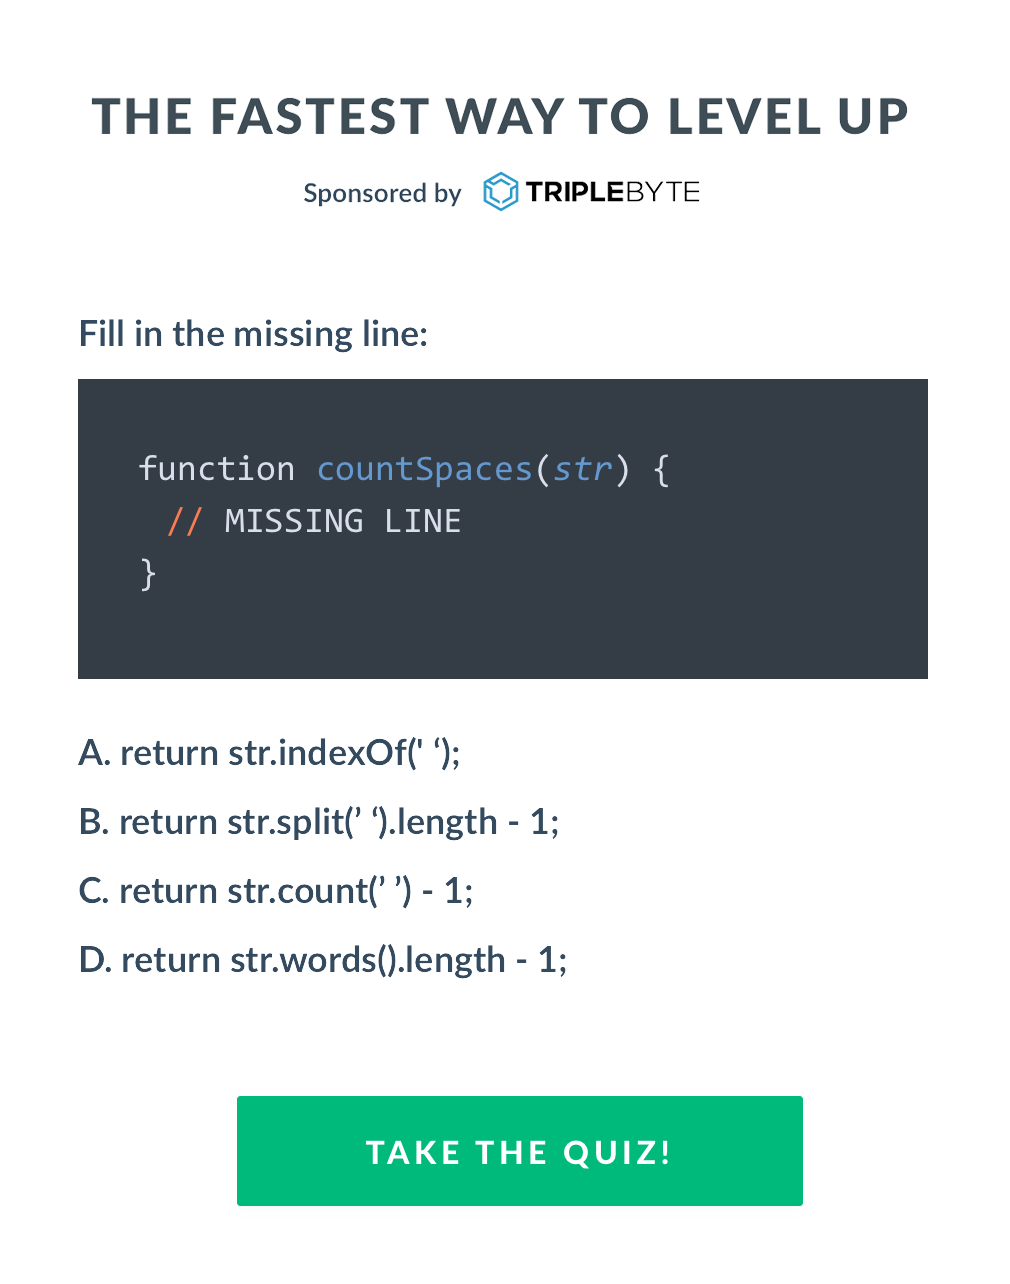 THE FASTEST WAY TO LEVEL UP
Sponsored by TRIPLEBYTE
Fill in the missing line:
function countSpaces(str) {
// MISSING LINE
}
A. return str.indexOf(' ‘);
B. return str.split(’ ‘).length - 1;
C. return str.count(’ ’) - 1;
D. return str.words().length - 1;
TAKE THE QUIZ!